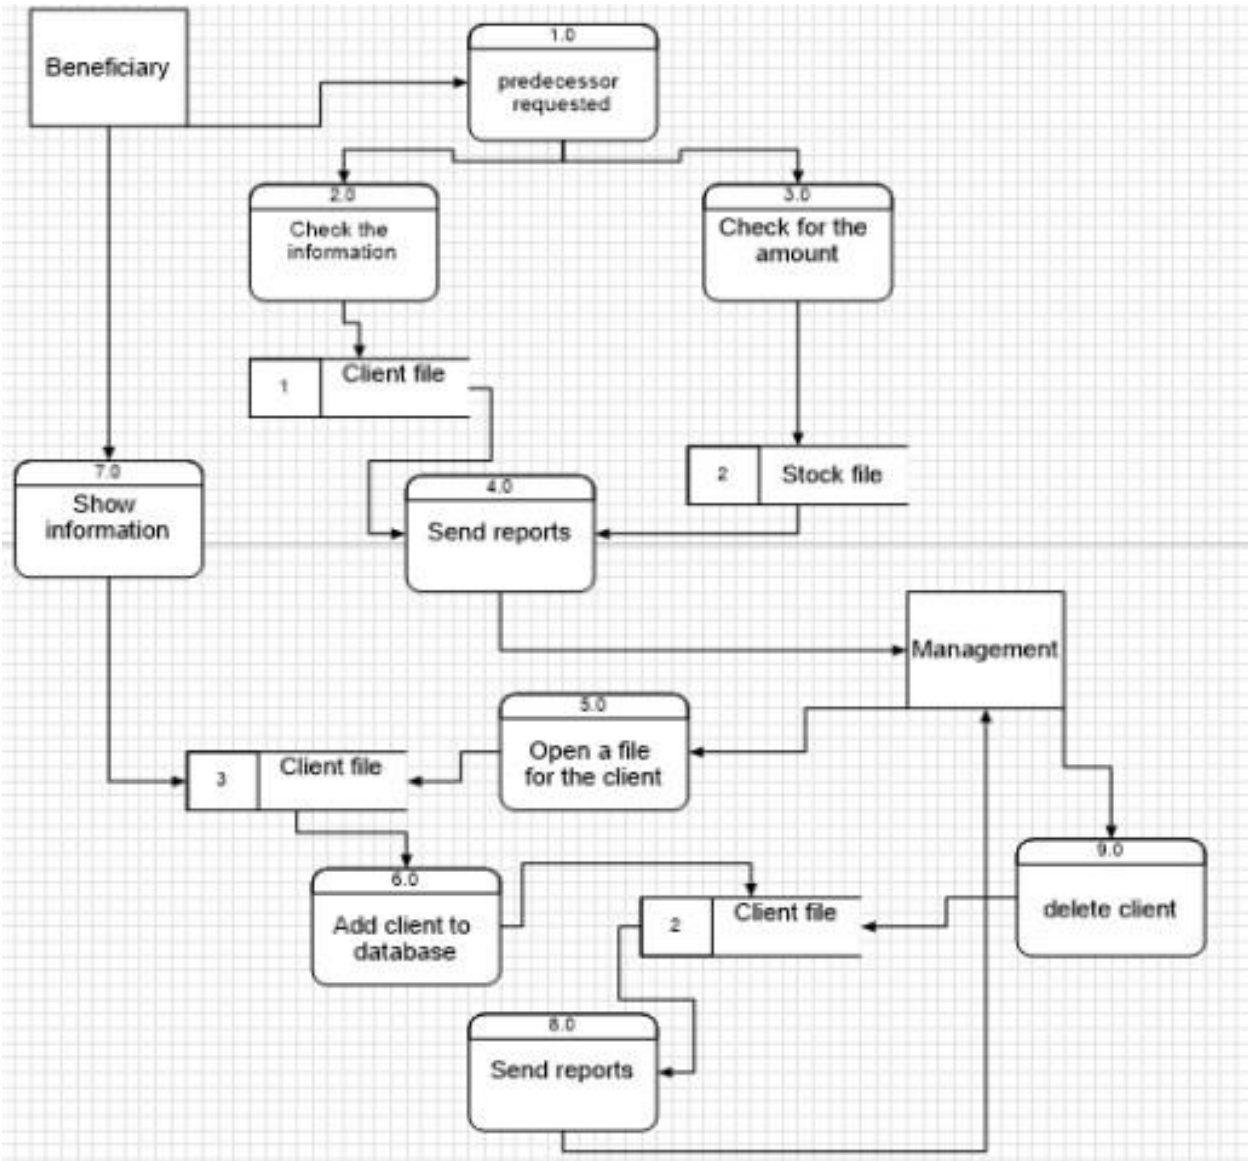 Beneficiary
1.0
predecessor
requested
2.0
Check the
information
3.0
Check for the
amount
1
Client file
2
Stock file
7.0
Show
information
4.0
Send reports
Management
5.0
Open a file
for the client
3
Client file
9.0
delete client
6.0
Add client to
database
2
Client file
8.0
Send reports